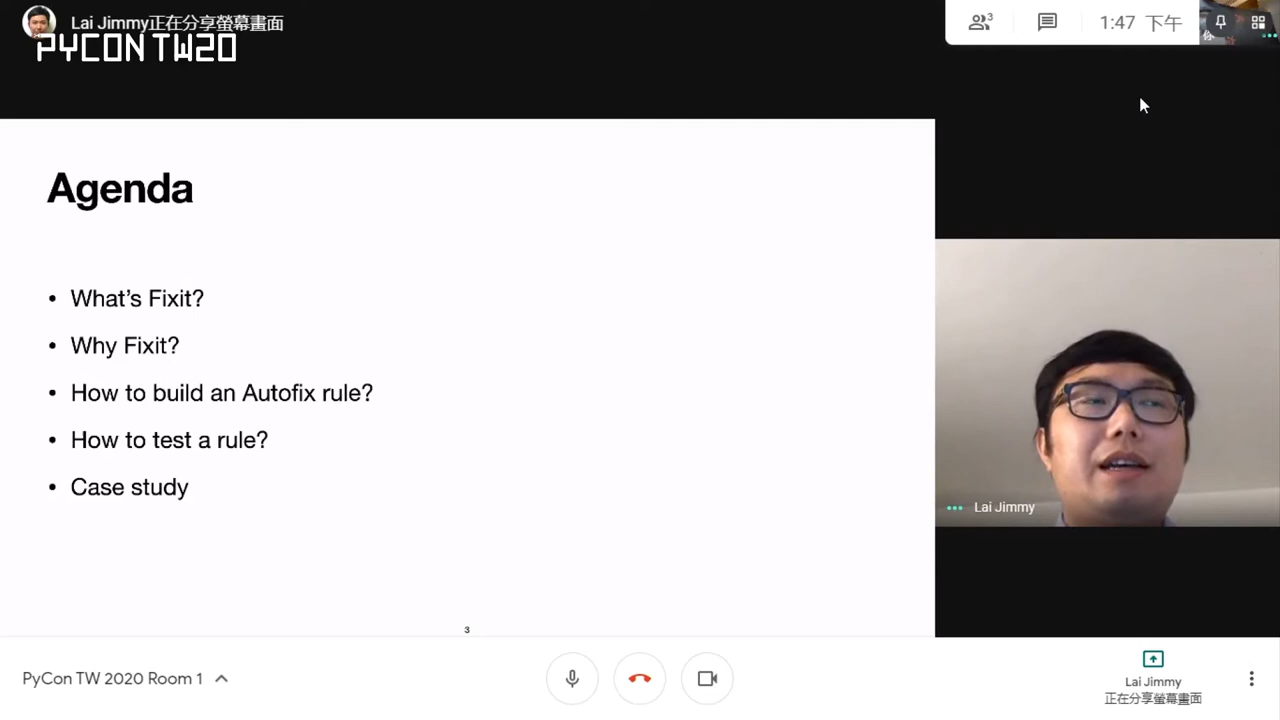 Lai Jimmy正在分享螢幕畫面
PYCON TW20
3
1:47 下午
你
Agenda
• What's Fixit?
• Why Fixit?
• How to build an Autofix rule?
• How to test a rule?
• Case study
3
Lai Jimmy
PyCon TW 2020 Room 1
Lai Jimmy
正在分享螢幕畫面